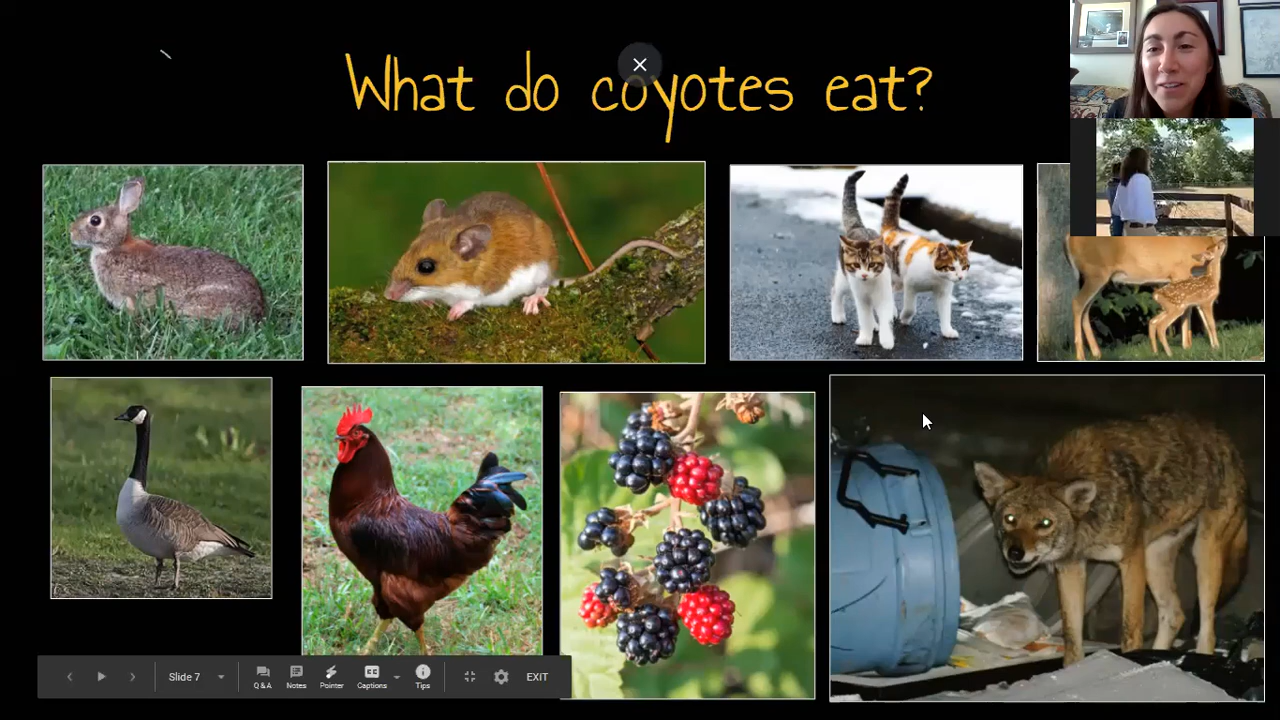 What do coyotes eat?
Slide 7
Q&A
Notes
Pointer
Captions
Tips
EXIT